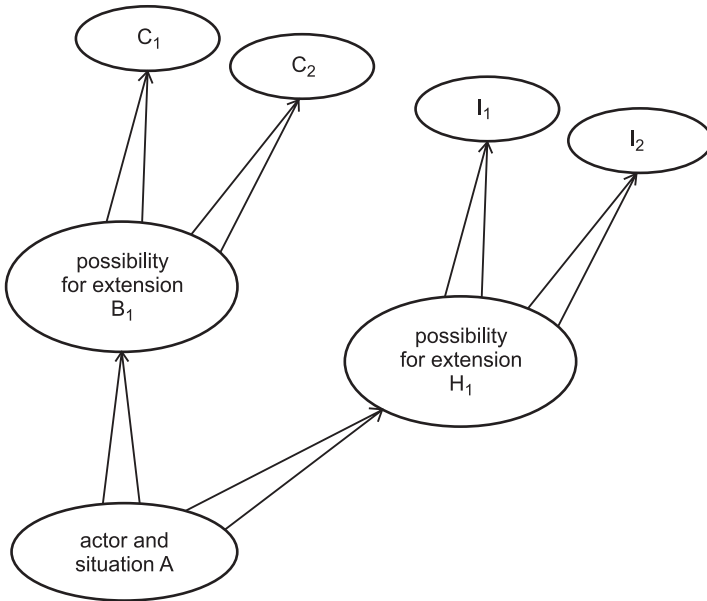 C₁
C₂
I₁
I₂
possibility
for extension
B₁
possibility
for extension
H₁
actor and
situation A